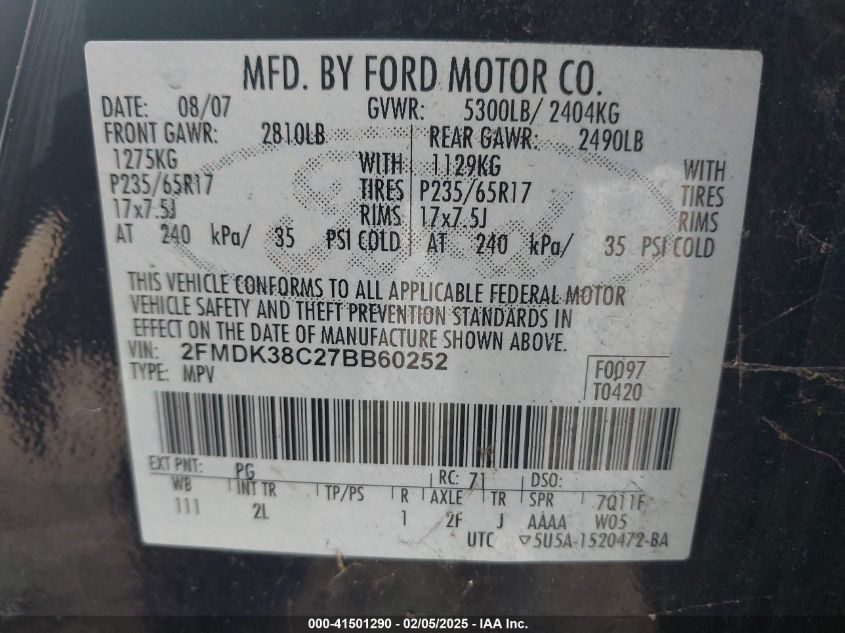 MFD. BY FORD MOTOR CO.
DATE: 08/07 GVWR: 5300LB/ 2404KG
FRONT GAWR: 2810LB REAR GAWR: 2490LB
1275KG WITH 1129KG WITH
P235/65R17 TIRES P235/65R17 TIRES
17x7.5J RIMS 17x7.5J RIMS
AT 240 kPa/ 35 PSI COLD AT 240 kPa/ 35 PSI COLD
THIS VEHICLE CONFORMS TO ALL APPLICABLE FEDERAL MOTOR
VEHICLE SAFETY AND THEFT PREVENTION STANDARDS IN
EFFECT ON THE DATE OF MANUFACTURE SHOWN ABOVE.
VIN: 2FMDK38C27BB60252 F0097
TYPE: MPV T0420
EXT PNT: PG RC: 71 DSO:
WB INT TR TP/PS R AXLE TR SPR 7Q11F
111 2L 1 2F J AAAA W05
UTC ▽5U5A-1520472-BA
000-41501290 - 02/05/2025 - IAA Inc.